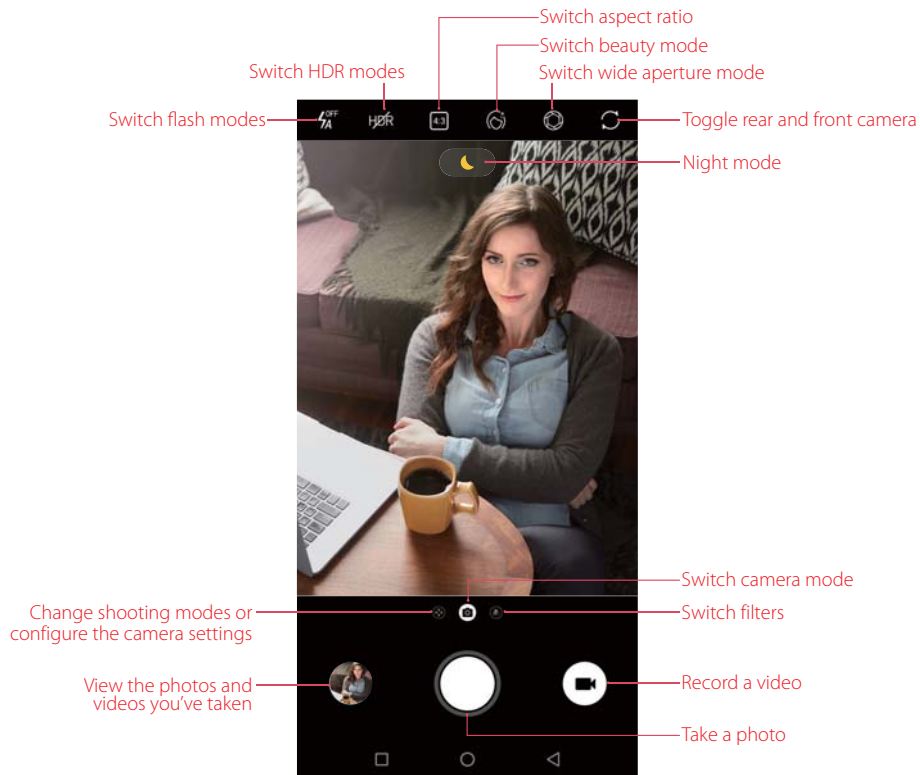 Switch aspect ratio
Switch beauty mode
Switch HDR modes
Switch wide aperture mode
Switch flash modes
OFF
A
HDR
4:3
Toggle rear and front camera
Night mode
Switch camera mode
Change shooting modes or
configure the camera settings
Switch filters
View the photos and
videos you’ve taken
Record a video
Take a photo